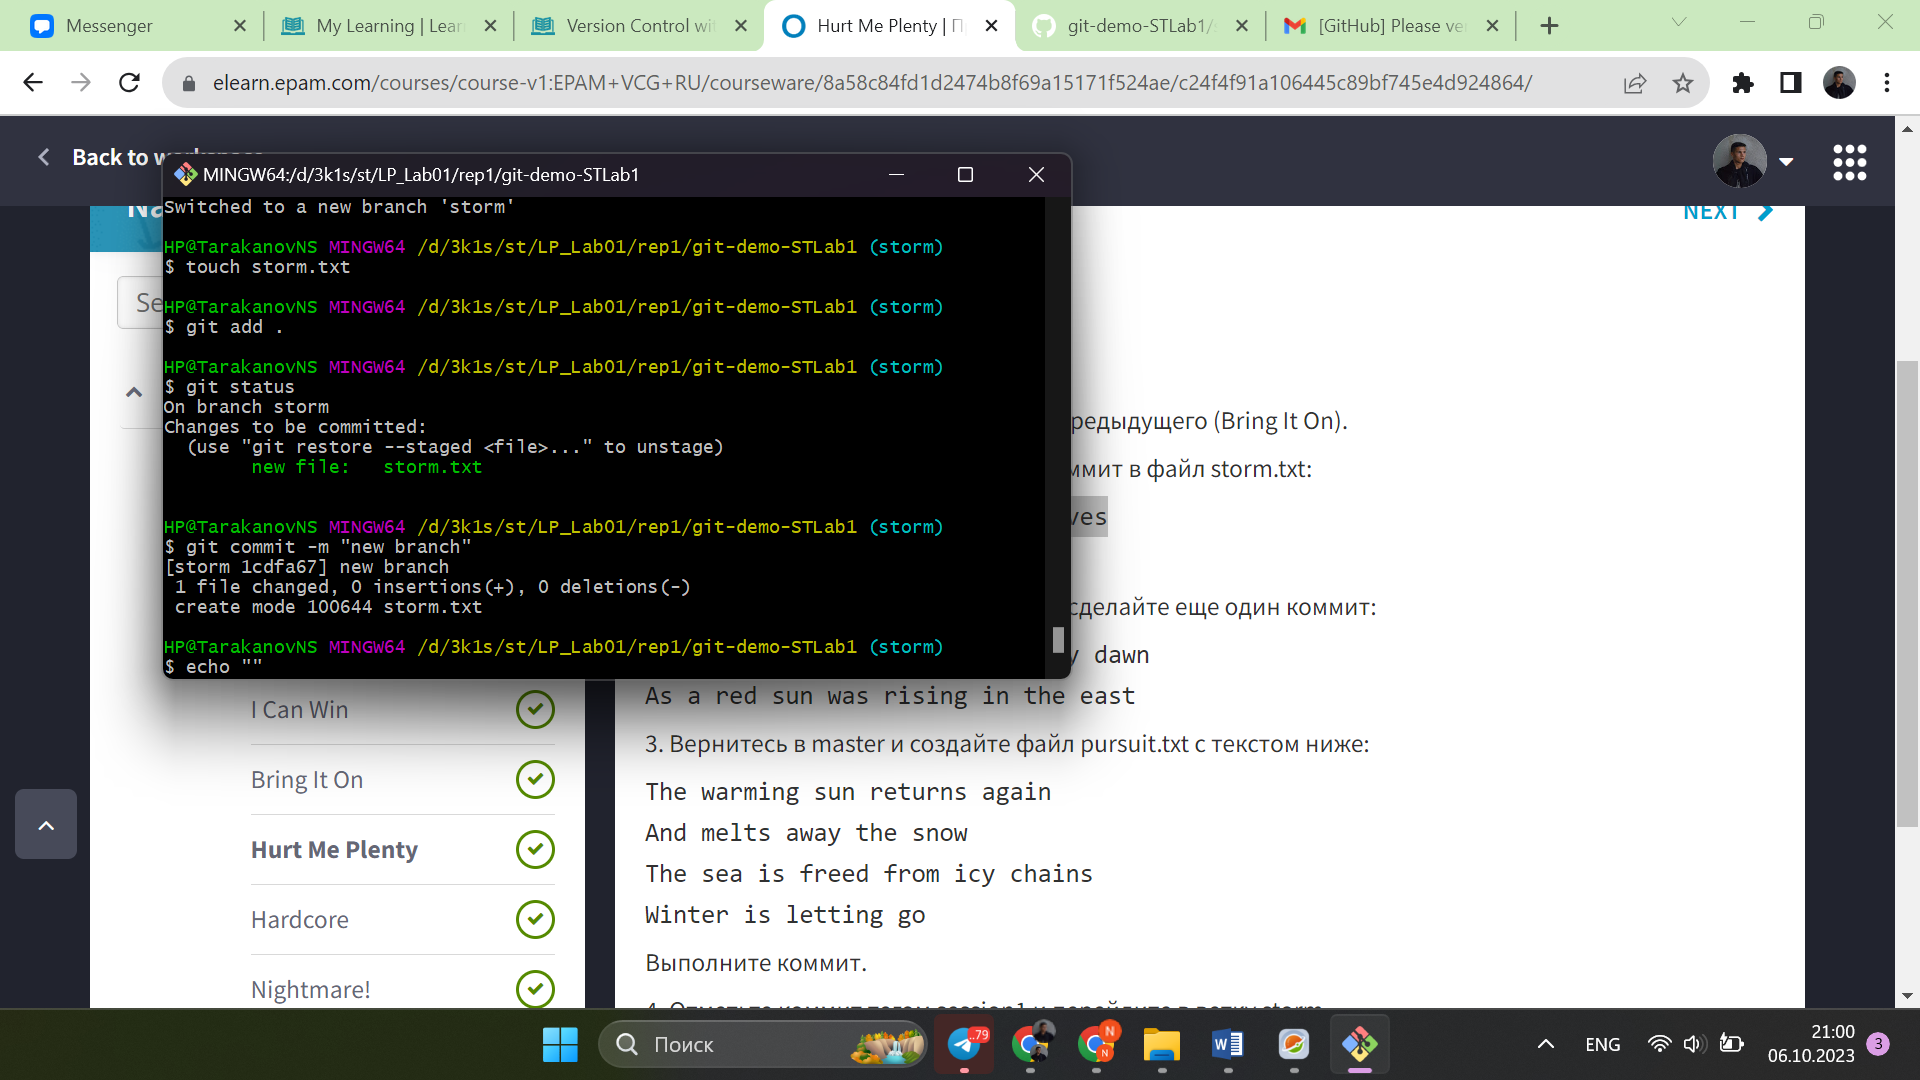 Messenger
My Learning | Lear
Version Control wit
Hurt Me Plenty | П
git-demo-STLab1/s
[GitHub] Please ve
elearn.epam.com/courses/course-v1:EPAM+VCG+RU/courseware/8a58c84fd1d2474b8f69a15171f524ae/c24f4f91a106445c89bf745e4d924864/
Back to
NEXT
MINGW64:/d/3k1s/st/LP_Lab01/rep1/git-demo-STLab1
Switched to a new branch 'storm'
HP@TarakanovNS MINGW64 /d/3k1s/st/LP_Lab01/rep1/git-demo-STLab1 (storm)
$ touch storm.txt
HP@TarakanovNS MINGW64 /d/3k1s/st/LP_Lab01/rep1/git-demo-STLab1 (storm)
$ git add .
HP@TarakanovNS MINGW64 /d/3k1s/st/LP_Lab01/rep1/git-demo-STLab1 (storm)
$ git status
On branch storm
Changes to be committed:
(use "git restore --staged <file>..." to unstage)
new file: storm.txt
HP@TarakanovNS MINGW64 /d/3k1s/st/LP_Lab01/rep1/git-demo-STLab1 (storm)
$ git commit -m "new branch"
[storm 1cdfa67] new branch
1 file changed, 0 insertions(+), 0 deletions(-)
create mode 100644 storm.txt
HP@TarakanovNS MINGW64 /d/3k1s/st/LP_Lab01/rep1/git-demo-STLab1 (storm)
$ echo ""
Se
I Can Win
Bring It On
Hurt Me Plenty
Hardcore
Nightmare!
редыдущего (Bring It On).
ммит в файл storm.txt:
ves
сделайте еще один коммит:
y dawn
As a red sun was rising in the east
3. Вернитесь в master и создайте файл pursuit.txt с текстом ниже:
The warming sun returns again
And melts away the snow
The sea is freed from icy chains
Winter is letting go
Выполните коммит.
Поиск
..79
N
N
ENG
21:00
06.10.2023
3